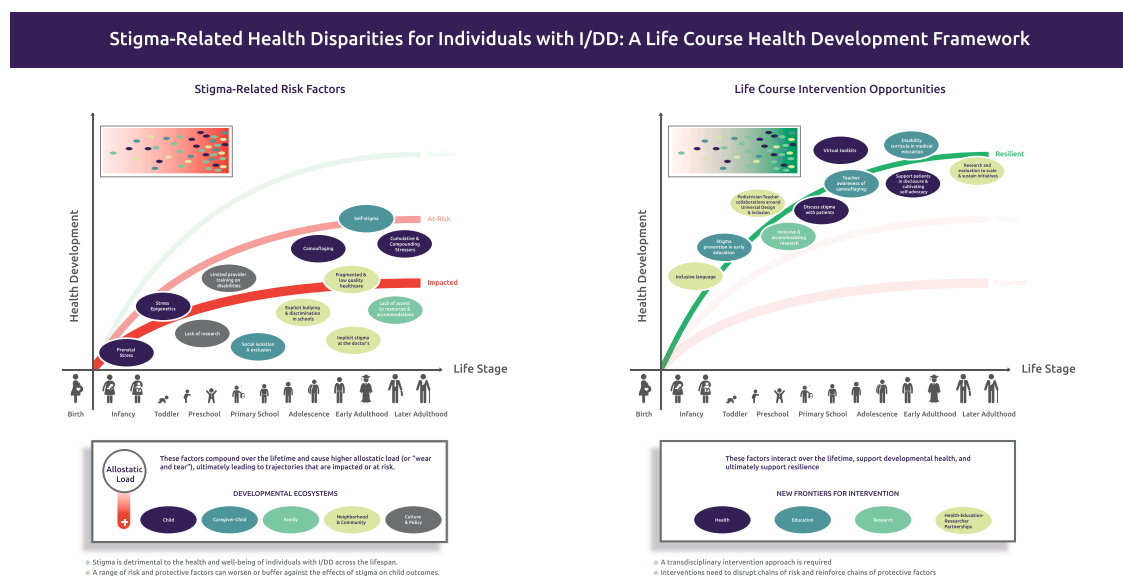 Stigma-Related Health Disparities for Individuals with I/DD: A Life Course Health Development Framework
Stigma-Related Risk Factors
Resilient
At-Risk
Impacted
Self-stigma
Camouflaging
Cumulative &
Compounding
Stressors
Limited provider
training on
disabilities
Fragmented &
low quality
healthcare
Stress
Epigenetics
Explicit bullying
& discrimination
in schools
Lack of access
to resources &
accommodations
Lack of research
Social isolation
& exclusion
Implicit stigma
at the doctor's
Prenatal
Stress
Health Development
Life Stage
Birth
Infancy
Toddler
Preschool
Primary School
Adolescence
Early Adulthood
Later Adulthood
Allostatic
Load
These factors compound over the lifetime and cause higher allostatic load (or "wear
and tear"), ultimately leading to trajectories that are impacted or at risk.
DEVELOPMENTAL ECOSYSTEMS
Child
Caregiver-Child
Family
Neighborhood
& Community
Culture
& Policy
Stigma is detrimental to the health and well-being of individuals with I/DD across the lifespan.
A range of risk and protective factors can worsen or buffer against the effects of stigma on child outcomes.
Life Course Intervention Opportunities
Virtual toolkits
Disability
curricula in medical
education
Resilient
Research and
evaluation to scale
& sustain initiatives
Teacher
awareness of
camouflaging
Support patients
in disclosure &
cultivating
self-advocacy
Pediatrician-Teacher
collaborations around
Universal Design
& inclusion
Discuss stigma
with patients
Inclusive &
accommodating
research
Stigma
prevention in early
education
Inclusive language
At-Risk
Impacted
Health Development
Life Stage
Birth
Infancy
Toddler
Preschool
Primary School
Adolescence
Early Adulthood
Later Adulthood
These factors interact over the lifetime, support developmental health, and
ultimately support resilience
NEW FRONTIERS FOR INTERVENTION
Health
Education
Research
Health-Education-
Researcher
Partnerships
A transdisciplinary intervention approach is required
Interventions need to disrupt chains of risk and reinforce chains of protective factors